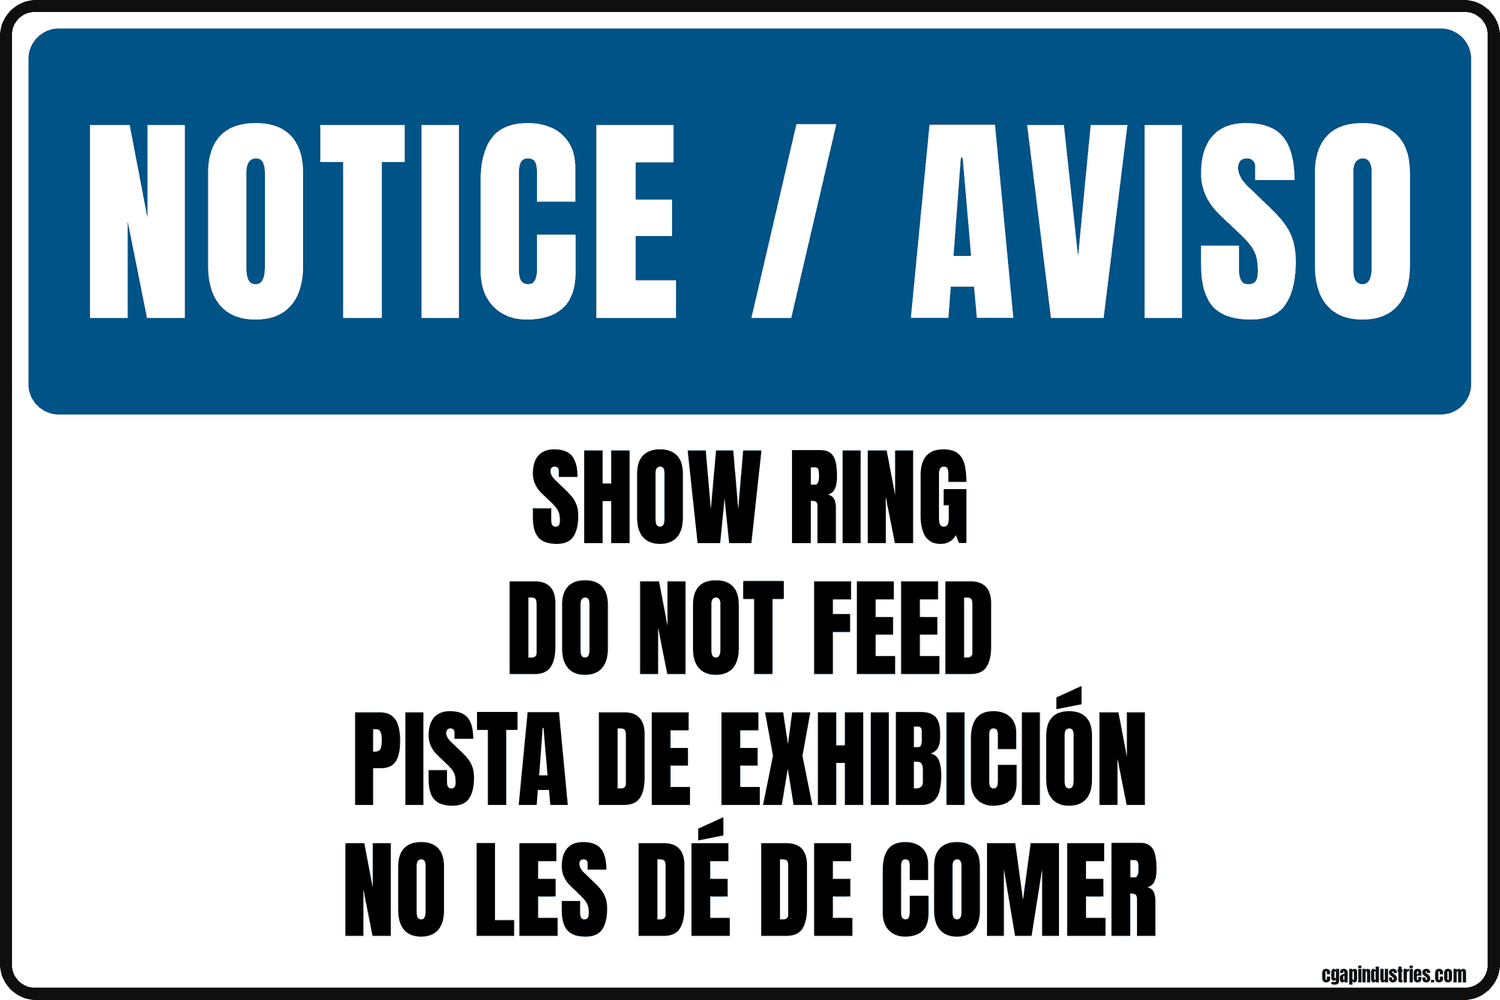 NOTICE / AVISO
SHOW RING
DO NOT FEED
PISTA DE EXHIBICIÓN
NO LES DÉ DE COMER
cgapindustries.com